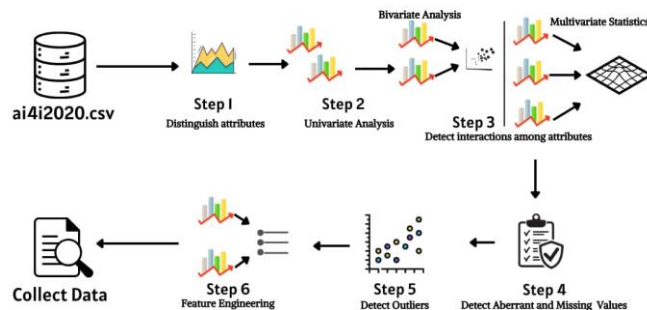 Bivariate Analysis
Multivariate Statistics
ai4i2020.csv
Step 1
Distinguish attributes
Step 2
Univariate Analysis
Step 3
Detect interactions among attributes
Collect Data
Step 6
Feature Engineering
Step 5
Detect Outliers
Step 4
Detect Aberrant and Missing Values